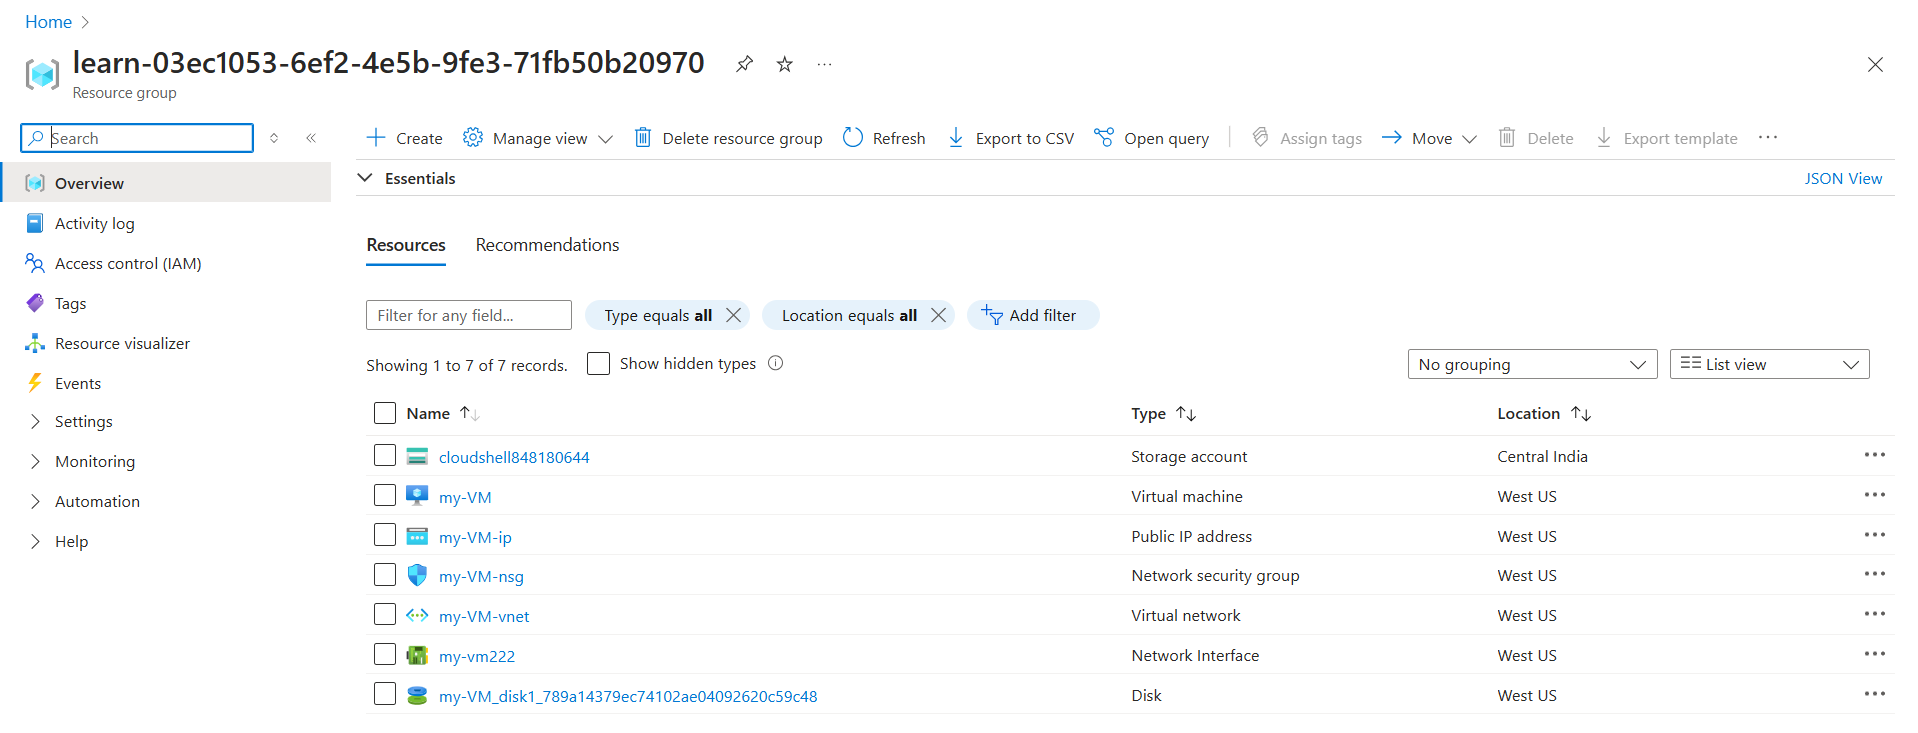 Home
learn-03ec1053-6ef2-4e5b-9fe3-71fb50b20970
Resource group
Search
Create Manage view Delete resource group Refresh Export to CSV Open query Assign tags Move Delete Export template
Overview
Activity log
Access control (IAM)
Tags
Resource visualizer
Events
Settings
Monitoring
Automation
Help
Essentials JSON View
Resources Recommendations
Filter for any field... Type equals all Location equals all Add filter
Showing 1 to 7 of 7 records. Show hidden types No grouping List view
Name Type Location
cloudshell848180644 Storage account Central India
my-VM Virtual machine West US
my-VM-ip Public IP address West US
my-VM-nsg Network security group West US
my-VM-vnet Virtual network West US
my-vm222 Network Interface West US
my-VM_disk1_789a14379ec74102ae04092620c59c48 Disk West US